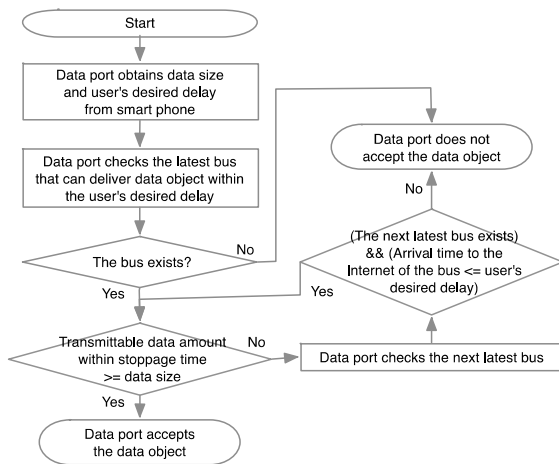 Start
Data port obtains data size
and user's desired delay
from smart phone
Data port checks the latest bus
that can deliver data object within
the user's desired delay
The bus exists?
No
Yes
Transmittable data amount
within stoppage time
>= data size
No
Yes
Data port accepts
the data object
Data port checks the next latest bus
(The next latest bus exists)
&& (Arrival time to the
Internet of the bus <= user's
desired delay)
Yes
No
Data port does not
accept the data object